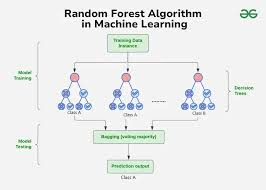 Random Forest Algorithm
in Machine Learning
Training Data
Instance
Model
Training
Decision
Trees
Class A
Class A
Class B
Model
Testing
Bagging (voting majority)
Prediction output
Class A